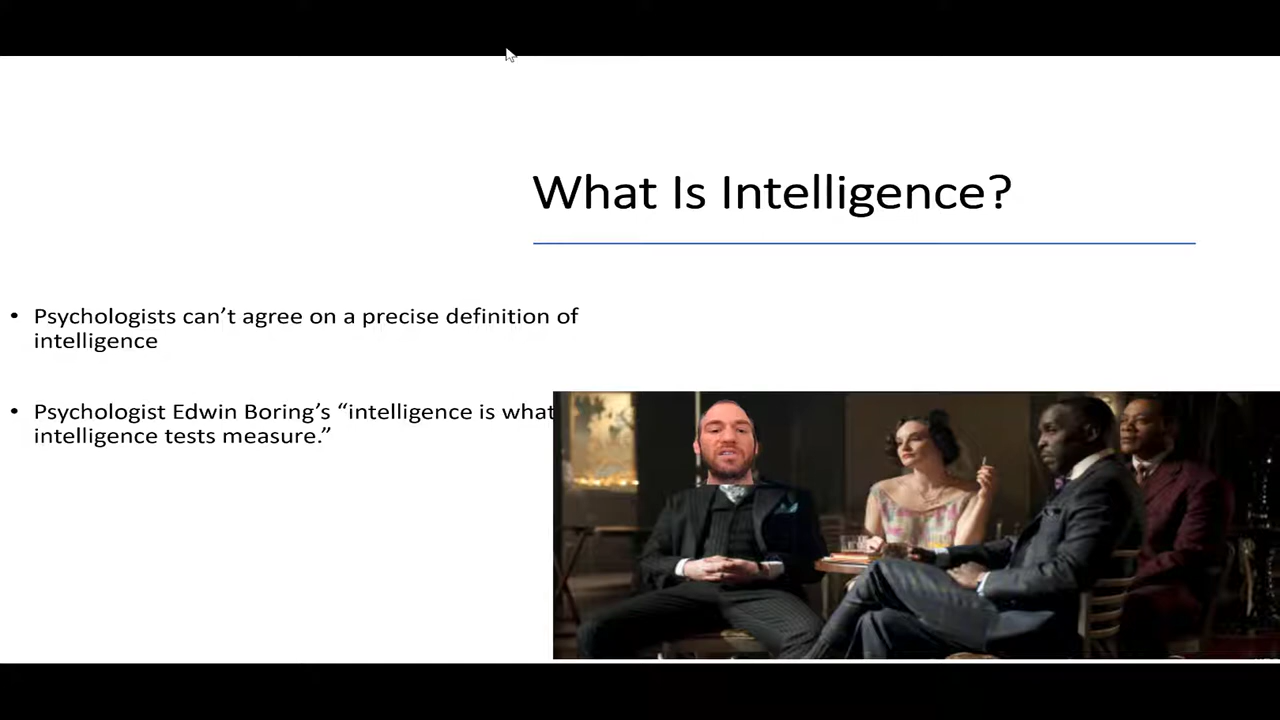 What Is Intelligence?
• Psychologists can’t agree on a precise definition of
intelligence
• Psychologist Edwin Boring’s “intelligence is what
intelligence tests measure.”